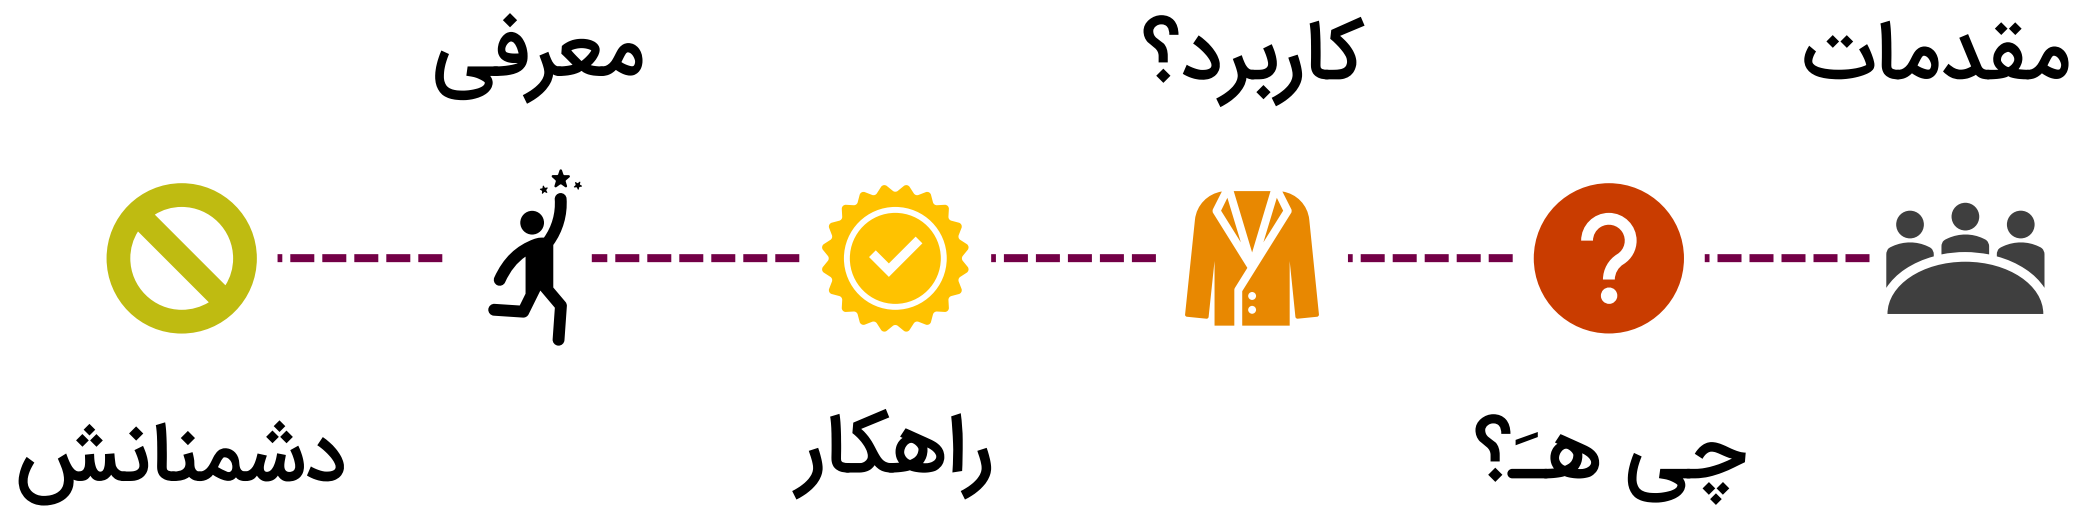 مقدمات
چی هـَ؟
کاربرد؟
راهکار
معرفی
دشمنانش